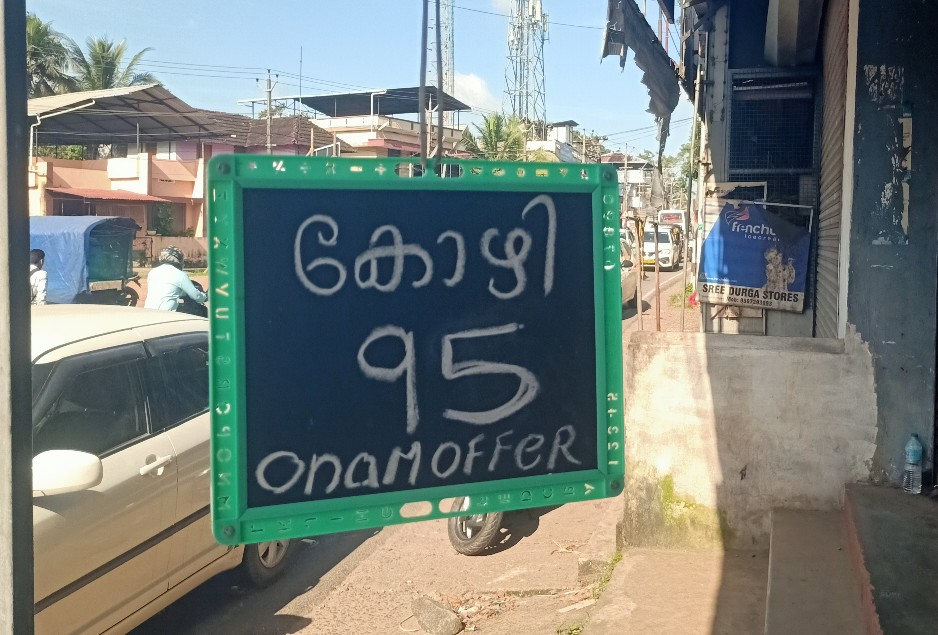 കോഴി
95
ONAM OFFER
SREE DURGA STORES